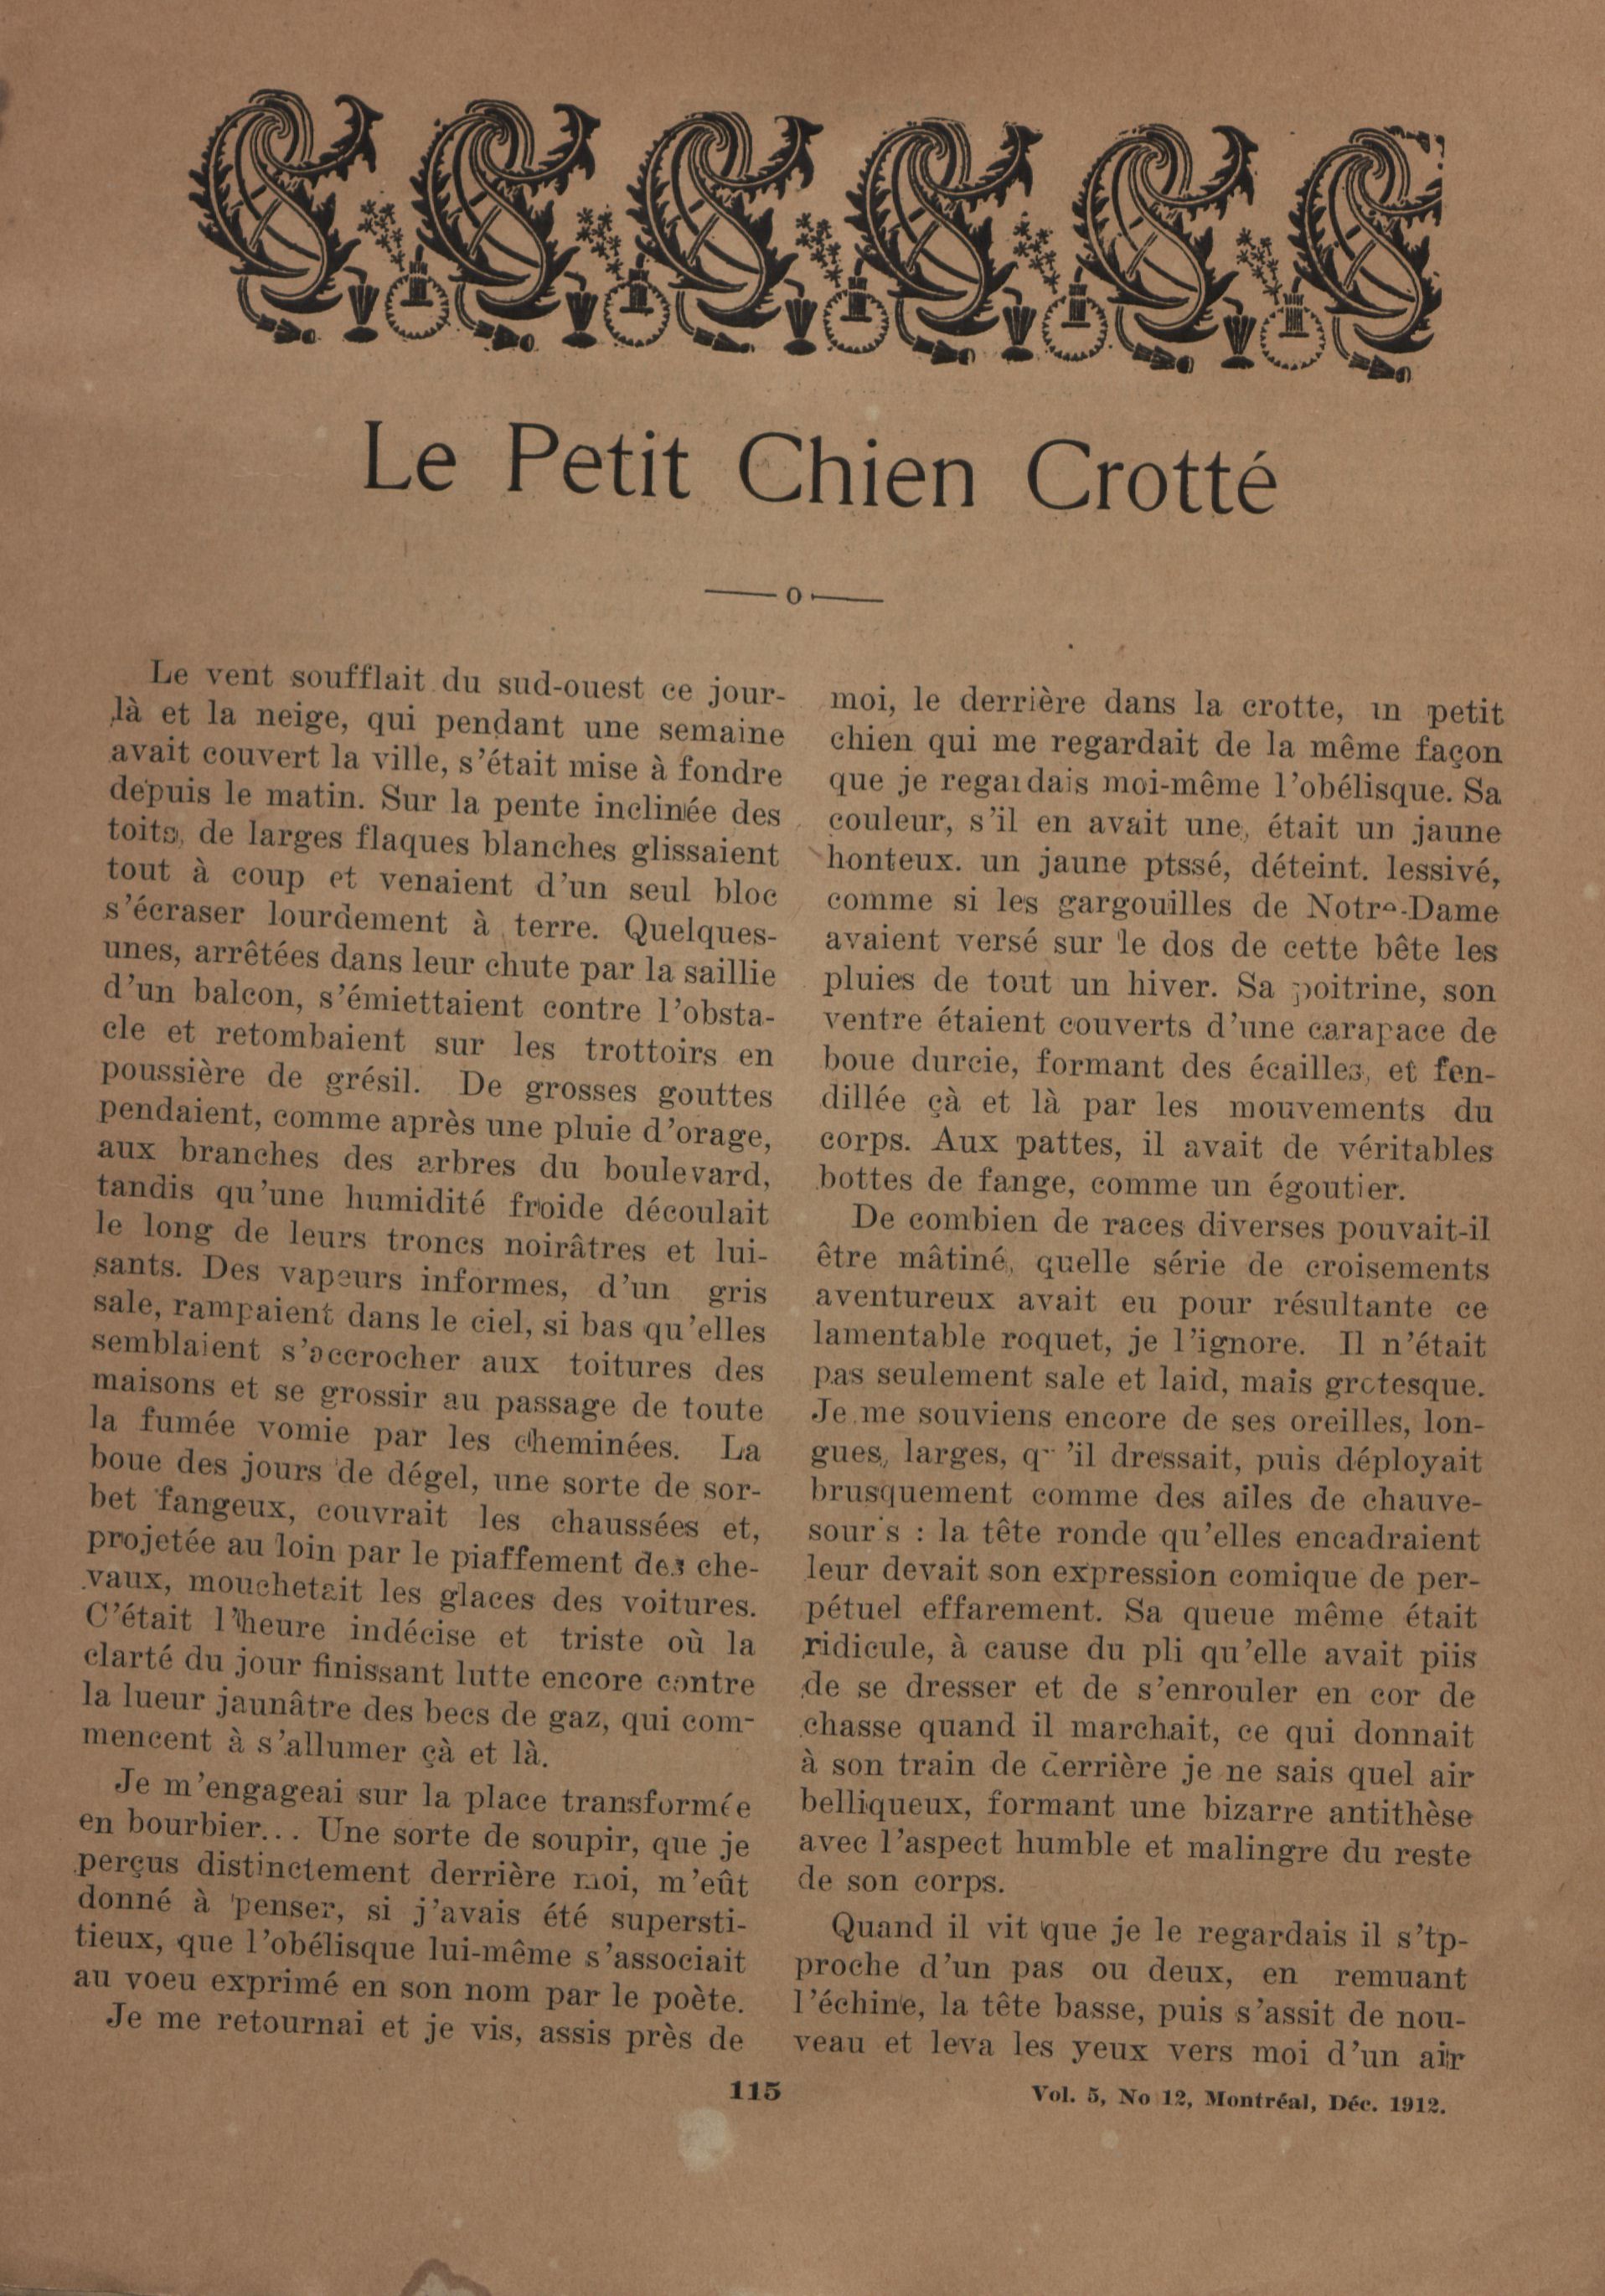 Le Petit Chien Crotté
o
Le vent soufflait du sud-ouest ce jour-
là et la neige, qui pendant une semaine
avait couvert la ville, s'était mise à fondre
depuis le matin. Sur la pente inclinée des
toits, de larges flaques blanches glissaient
tout à coup et venaient d'un seul bloc
s'écraser lourdement à terre. Quelques-
unes, arrêtées dans leur chute par la saillie
d'un balcon, s'émiettaient contre l'obsta-
cle et retombaient sur les trottoirs en
poussière de grésil. De grosses gouttes
pendaient, comme après une pluie d'orage,
aux branches des arbres du boulevard,
tandis qu'une humidité froide découlait
le long de leurs troncs noirâtres et lui-
sants. Des vapeurs informes, d'un gris
sale, rampaient dans le ciel, si bas qu'elles
semblaient s'accrocher aux toitures des
maisons et se grossir au passage de toute
la fumée vomie par les cheminées. La
boue des jours de dégel, une sorte de sor-
bet fangeux, couvrait les chaussées et,
projetée au loin par le piaffement des che-
vaux, mouchetait les glaces des voitures.
C'était l'heure indécise et triste où la
clarté du jour finissant lutte encore contre
la lueur jaunâtre des becs de gaz, qui com-
mencent à s'allumer çà et là.
Je m'engageai sur la place transformée
en bourbier... Une sorte de soupir, que je
perçus distinctement derrière moi, m'eût
donné à penser, si j'avais été supersti-
tieux, que l'obélisque lui-même s'associait
au voeu exprimé en son nom par le poète.
Je me retournai et je vis, assis près de
moi, le derrière dans la crotte, in petit
chien qui me regardait de la même façon
que je regardais moi-même l'obélisque. Sa
couleur, s'il en avait une, était un jaune
honteux. un jaune ptssé, déteint. lessivé,
comme si les gargouilles de Notre-Dame
avaient versé sur le dos de cette bête les
pluies de tout un hiver. Sa poitrine, son
ventre étaient couverts d'une carapace de
boue durcie, formant des écailles, et fen-
dillée çà et là par les mouvements du
corps. Aux pattes, il avait de véritables
bottes de fange, comme un égoutier.
De combien de races diverses pouvait-il
être mâtiné, quelle série de croisements
aventureux avait eu pour résultante ce
lamentable roquet, je l'ignore. Il n'était
pas seulement sale et laid, mais grotesque.
Je me souviens encore de ses oreilles, lon-
gues, larges, q 'il dressait, puis déployait
brusquement comme des ailes de chauve-
souris : la tête ronde qu'elles encadraient
leur devait son expression comique de per-
pétuel effarement. Sa queue même était
ridicule, à cause du pli qu'elle avait piis
de se dresser et de s'enrouler en cor de
chasse quand il marchait, ce qui donnait
à son train de derrière je ne sais quel air
belliqueux, formant une bizarre antithèse
avec l'aspect humble et malingre du reste
de son corps.
Quand il vit que je le regardais il s'tp-
proche d'un pas ou deux, en remuant
l'échine, la tête basse, puis s'assit de nou-
veau et leva les yeux vers moi d'un air
115
Vol. 5, No 12, Montréal, Déc. 1912.